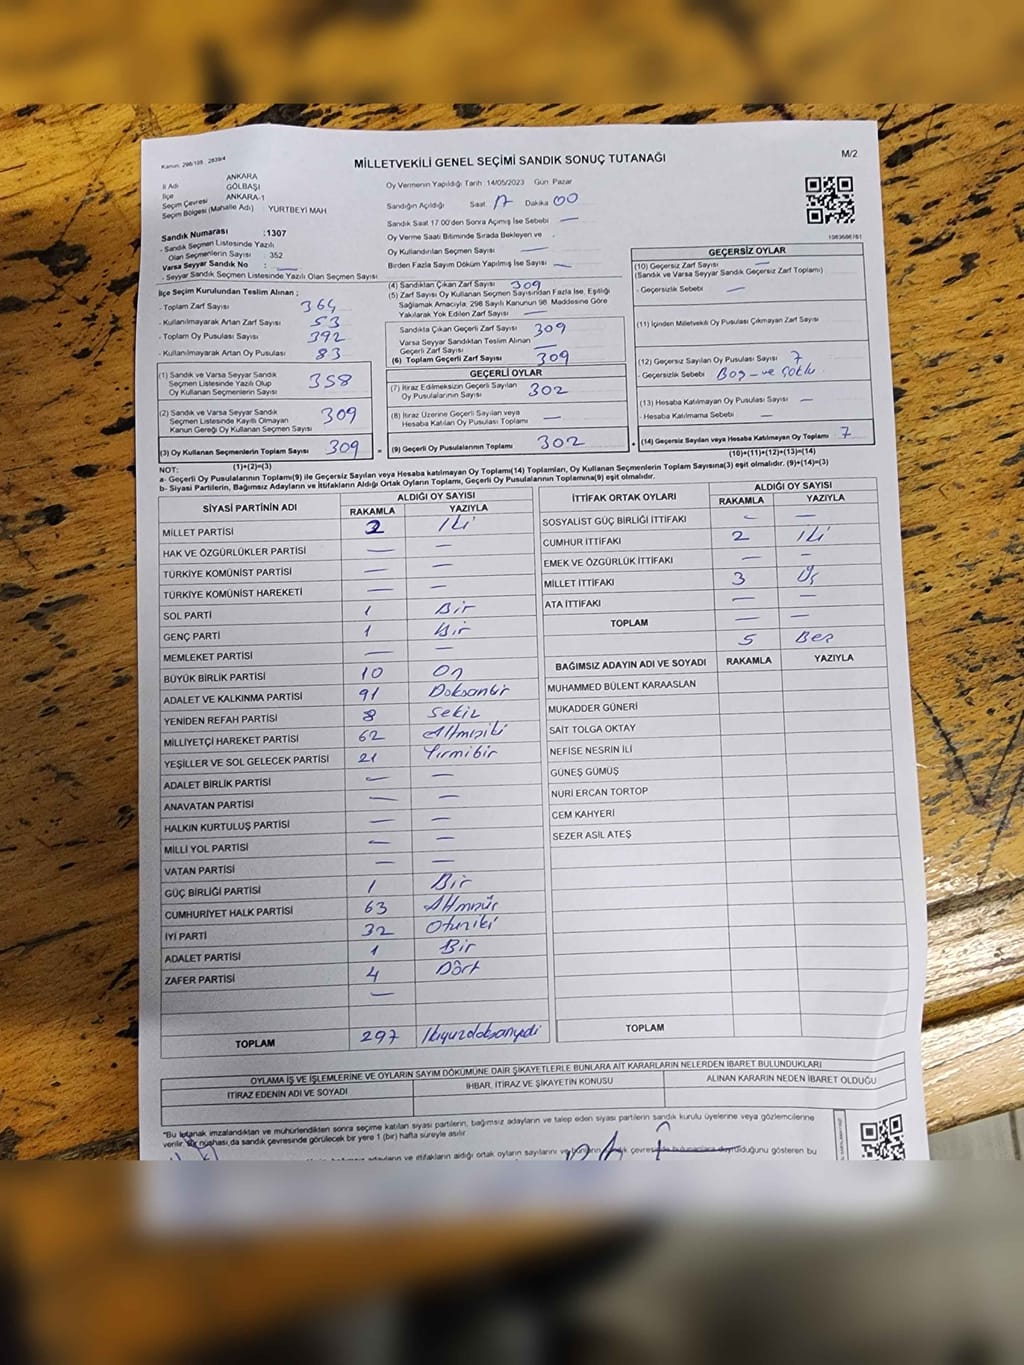 Kanun: 298/105 ; 2839/4
MİLLETVEKİLİ GENEL SEÇİMİ SANDIK SONUÇ TUTANAĞI
M/2
İl Adı ANKARA
İlçe GÖLBAŞI
Seçim Çevresi ANKARA-1
Seçim Bölgesi (Mahalle Adı) : YURTBEYİ MAH
Sandık Numarası :1307
- Sandık Seçmen Listesinde Yazılı
Olan Seçmenlerin Sayısı : 352
Varsa Seyyar Sandık No : —
- Seyyar Sandık Seçmen Listesinde Yazılı Olan Seçmen Sayısı
Oy Vermenin Yapıldığı Tarih :14/05/2023 Gün Pazar
Sandığın Açıldığı Saat 17 Dakika 00
Sandık Saat 17.00'den Sonra Açımış İse Sebebi —
Oy Verme Saati Bitiminde Sırada Bekleyen ve
Oy Kullandırılan Seçmen Sayısı —
Birden Fazla Sayım Döküm Yapılmış İse Sayısı —
İlçe Seçim Kurulundan Teslim Alınan ;
- Toplam Zarf Sayısı 364
- Kullanılmayarak Artan Zarf Sayısı 53
- Toplam Oy Pusulası Sayısı 392
- Kullanılmayarak Artan Oy Pusulası 83
(1) Sandık ve Varsa Seyyar Sandık
Seçmen Listesinde Yazılı Olup
Oy Kullanan Seçmenlerin Sayısı 358
(2) Sandık ve Varsa Seyyar Sandık
Seçmen Listesinde Kayıtlı Olmayan
Kanun Gereği Oy Kullanan Seçmen Sayısı 309
(3) Oy Kullanan Seçmenlerin Toplam Sayısı 309
(1)+(2)=(3)
(4) Sandıktan Çıkan Zarf Sayısı 309
(5) Zarf Sayısı Oy Kullanan Seçmen Sayısından Fazla İse, Eşitliği
Sağlamak Amacıyla, 298 Sayılı Kanunun 98. Maddesine Göre
Yakılarak Yok Edilen Zarf Sayısı —
Sandıkta Çıkan Geçerli Zarf Sayısı 309
Varsa Seyyar Sandıktan Teslim Alınan
Geçerli Zarf Sayısı —
(6) Toplam Geçerli Zarf Sayısı 309
GEÇERLİ OYLAR
(7) İtiraz Edilmeksizin Geçerli Sayılan
Oy Pusulalarının Sayısı 302
(8) İtiraz Üzerine Geçerli Sayılan veya
Hesaba Katılan Oy Pusulası Toplamı —
= (9) Geçerli Oy Pusulalarının Toplamı 302
GEÇERSİZ OYLAR
(10) Geçersiz Zarf Sayısı —
(Sandık ve Varsa Seyyar Sandık Geçersiz Zarf Toplamı)
- Geçersizlik Sebebi —
(11) İçinden Milletvekili Oy Pusulası Çıkmayan Zarf Sayısı
(12) Geçersiz Sayılan Oy Pusulası Sayısı 7
- Geçersizlik Sebebi Boş - ve çoklu
(13) Hesaba Katılmayan Oy Pusulası Sayısı —
- Hesaba Katılmama Sebebi —
+ (14) Geçersiz Sayılan veya Hesaba Katılmayan Oy Toplamı 7
(10)+(11)+(12)+(13)=(14)
NOT:
a- Geçerli Oy Pusulalarının Toplamı(9) ile Geçersiz Sayılan veya Hesaba katılmayan Oy Toplamı(14) Toplamları, Oy Kullanan Seçmenlerin Toplam Sayısına(3) eşit olmalıdır. (9)+(14)=(3)
b- Siyasi Partilerin, Bağımsız Adayların ve İttifakların Aldığı Ortak Oyların Toplamı, Geçerli Oy Pusulalarının Toplamına(9) eşit olmalıdır.
SİYASİ PARTİNİN ADI ALDIĞI OY SAYISI
RAKAMLA YAZIYLA
MİLLET PARTİSİ 2 İki
HAK VE ÖZGÜRLÜKLER PARTİSİ — —
TÜRKİYE KOMÜNİST PARTİSİ — —
TÜRKİYE KOMÜNİST HAREKETİ — —
SOL PARTİ 1 Bir
GENÇ PARTİ 1 Bir
MEMLEKET PARTİSİ — —
BÜYÜK BİRLİK PARTİSİ 10 On
ADALET VE KALKINMA PARTİSİ 91 Doksanbir
YENİDEN REFAH PARTİSİ 8 Sekiz
MİLLİYETÇİ HAREKET PARTİSİ 62 Altmışiki
YEŞİLLER VE SOL GELECEK PARTİSİ 21 Yirmibir
ADALET BİRLİK PARTİSİ — —
ANAVATAN PARTİSİ — —
HALKIN KURTULUŞ PARTİSİ — —
MİLLİ YOL PARTİSİ — —
VATAN PARTİSİ — —
GÜÇ BİRLİĞİ PARTİSİ 1 Bir
CUMHURİYET HALK PARTİSİ 63 Altmışüç
İYİ PARTİ 32 Otuziki
ADALET PARTİSİ 1 Bir
ZAFER PARTİSİ 4 Dört
—
TOPLAM 297 İkiyüzdoksanyedi
İTTİFAK ORTAK OYLARI ALDIĞI OY SAYISI
RAKAMLA YAZIYLA
SOSYALİST GÜÇ BİRLİĞİ İTTİFAKI — —
CUMHUR İTTİFAKI 2 İki
EMEK VE ÖZGÜRLÜK İTTİFAKI — —
MİLLET İTTİFAKI 3 Üç
ATA İTTİFAKI — —
TOPLAM — —
5 Beş
BAĞIMSIZ ADAYIN ADI VE SOYADI RAKAMLA YAZIYLA
MUHAMMED BÜLENT KARAASLAN
MUKADDER GÜNERİ
SAİT TOLGA OKTAY
NEFİSE NESRİN İLİ
GÜNEŞ GÜMÜŞ
NURİ ERCAN TORTOP
CEM KAHYERİ
SEZER ASİL ATEŞ
TOPLAM
OYLAMA İŞ VE İŞLEMLERİNE VE OYLARIN SAYIM DÖKÜMÜNE DAİR ŞİKAYETLERLE BUNLARA AİT KARARLARIN NELERDEN İBARET BULUNDUKLARI
İTİRAZ EDENİN ADI VE SOYADI İHBAR, İTİRAZ VE ŞİKAYETİN KONUSU ALINAN KARARIN NEDEN İBARET OLDUĞU
*Bu tutanak imzalandıktan ve mühürlendikten sonra seçime katılan siyasi partilerin, bağımsız adayların ve talep eden siyasi partilerin sandık kurulu üyelerine veya gözlemcilerine
verilir. Bir nüshası,da sandık çevresinde görülecek bir yere 1 (bir) hafta süreyle asılır.
bağımsız adayların ve ittifakların aldığı ortak oyların sayılarını ve bunların sandık çevresinde bulunanlara duyrulduğunu gösteren bu